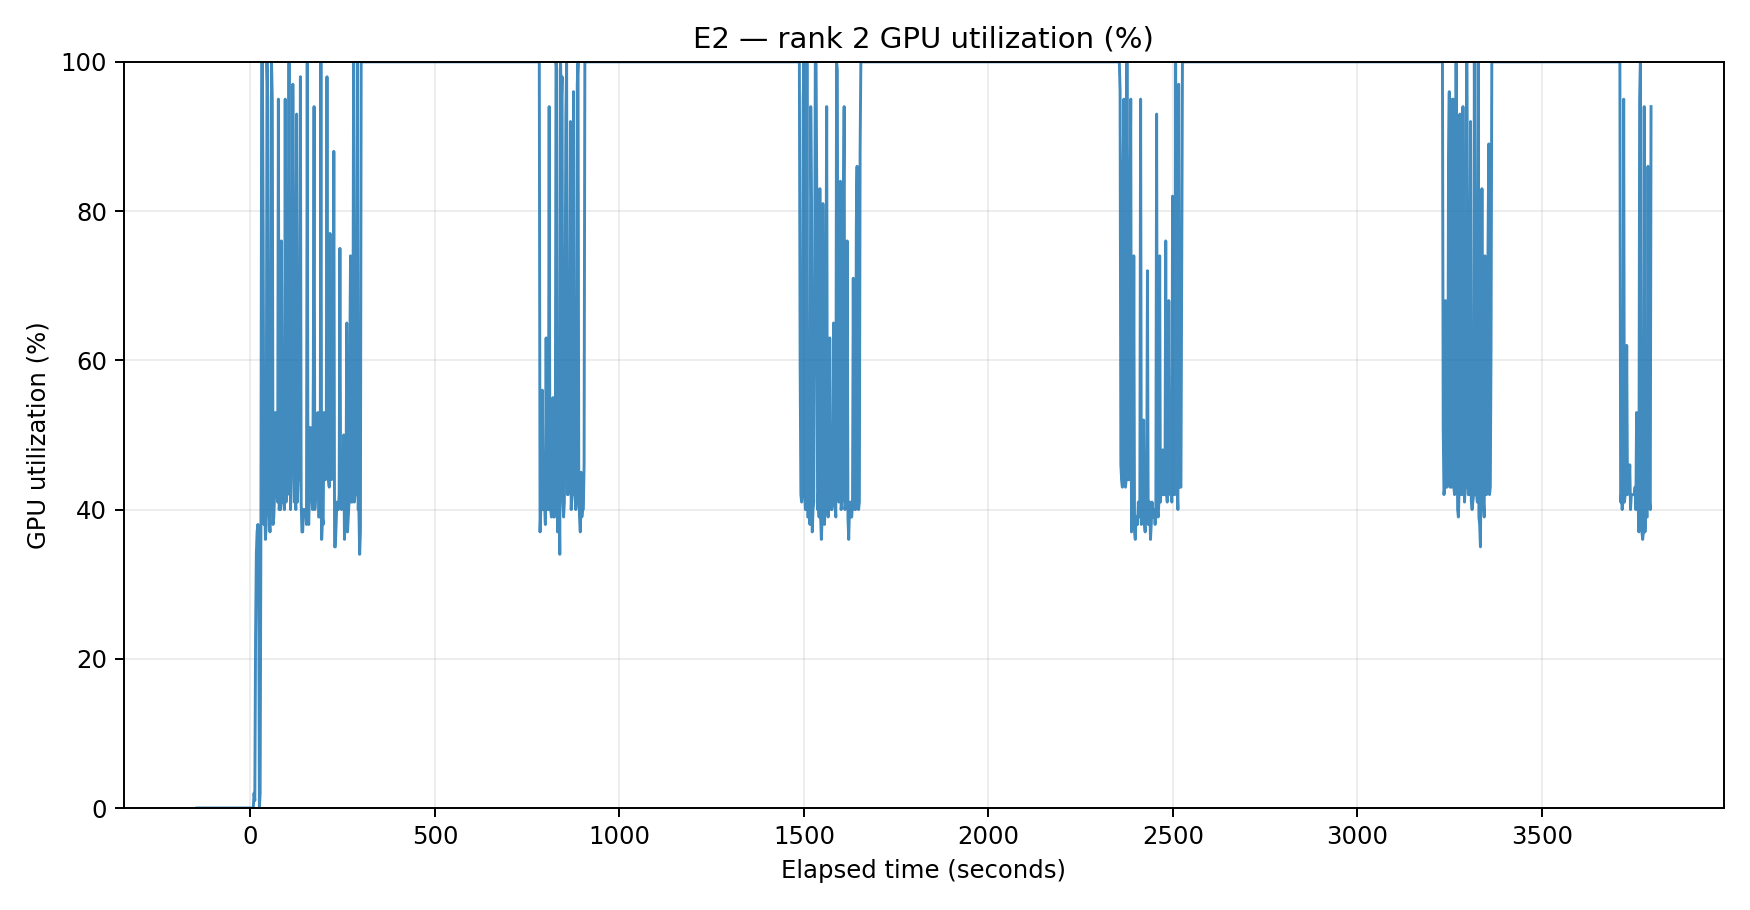 E2 — rank 2 GPU utilization (%)
100
80
60
40
20
0
GPU utilization (%)
0 500 1000 1500 2000 2500 3000 3500
Elapsed time (seconds)